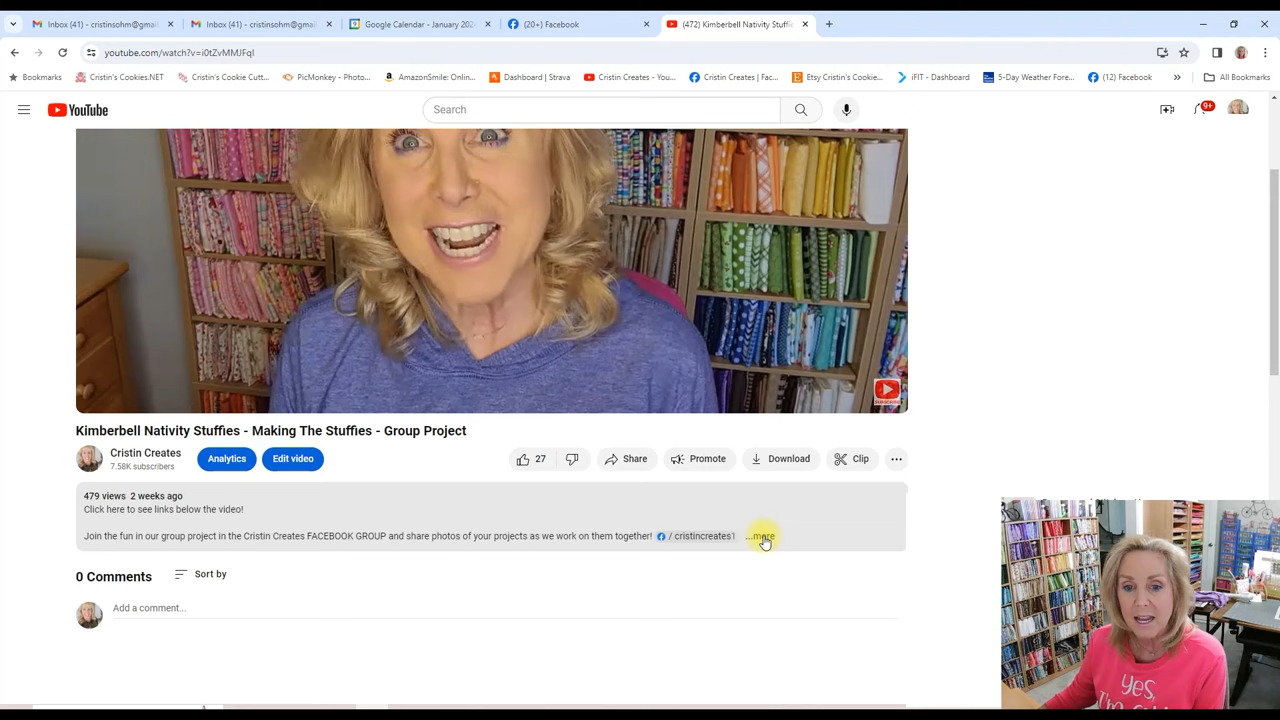 Inbox (41) - cristinsohm@gmail
Inbox (41) - cristinsohm@gmail
Google Calendar - January 202
(20+) Facebook
(472) Kimberbell Nativity Stuffie
youtube.com/watch?v=i0tZvMMJFqI
Bookmarks
Cristin's Cookies.NET
Cristin's Cookie Cutt...
PicMonkey - Photo...
AmazonSmile: Onlin...
Dashboard | Strava
Cristin Creates - You...
Cristin Creates | Fac...
Etsy Cristin's Cookie...
iFIT - Dashboard
5-Day Weather Fore...
(12) Facebook
All Bookmarks
YouTube
Search
9+
Kimberbell Nativity Stuffies - Making The Stuffies - Group Project
Cristin Creates
7.58K subscribers
Analytics
Edit video
27
Share
Promote
Download
Clip
479 views 2 weeks ago
Click here to see links below the video!
Join the fun in our group project in the Cristin Creates FACEBOOK GROUP and share photos of your projects as we work on them together! / cristincreates1 ...more
0 Comments
Sort by
Add a comment...
yes,
I'm